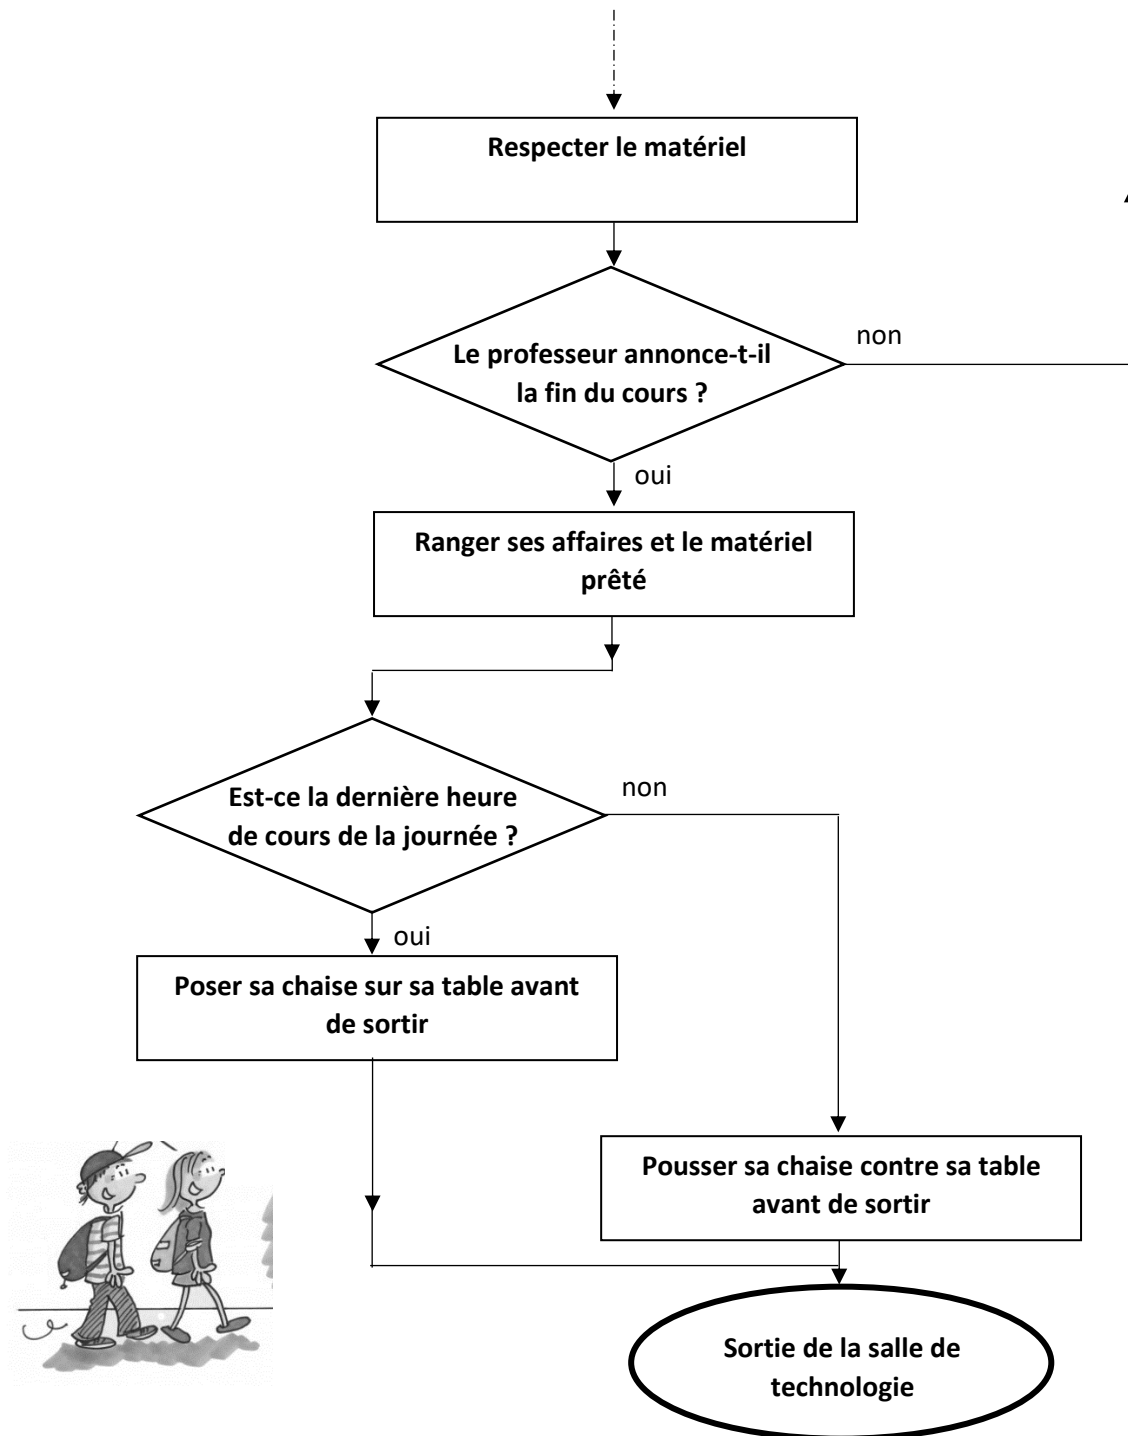 Respecter le matériel
Le professeur annonce-t-il
la fin du cours ?
non
oui
Ranger ses affaires et le matériel
prêté
Est-ce la dernière heure
de cours de la journée ?
non
oui
Poser sa chaise sur sa table avant
de sortir
Pousser sa chaise contre sa table
avant de sortir
Sortie de la salle de
technologie